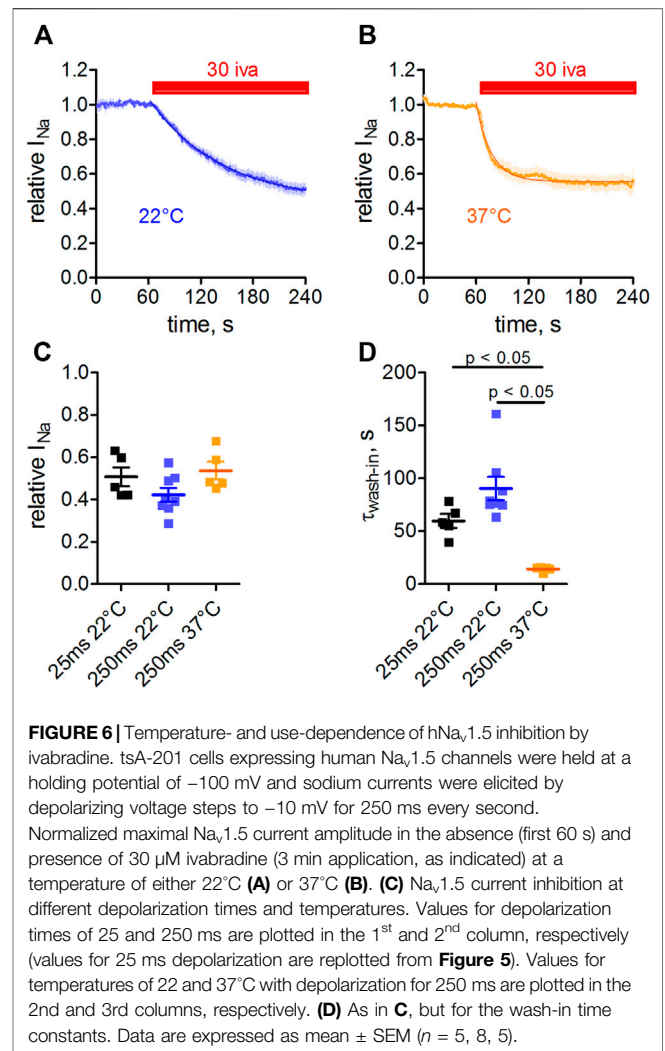 A
B
30 iva
30 iva
1.2
1.0
0.8
0.6
0.4
0.2
0.0
relative I_Na
22°C
0 60 120 180 240
time, s
1.2
1.0
0.8
0.6
0.4
0.2
0.0
relative I_Na
37°C
0 60 120 180 240
time, s
C
1.0
0.8
0.6
0.4
0.2
0.0
relative I_Na
25ms 22°C
250ms 22°C
250ms 37°C
D
p < 0.05
p < 0.05
200
150
100
50
0
τ_wash-in, s
25ms 22°C
250ms 22°C
250ms 37°C
FIGURE 6 | Temperature- and use-dependence of hNa_v1.5 inhibition by
ivabradine. tsA-201 cells expressing human Na_v1.5 channels were held at a
holding potential of −100 mV and sodium currents were elicited by
depolarizing voltage steps to −10 mV for 250 ms every second.
Normalized maximal Na_v1.5 current amplitude in the absence (first 60 s) and
presence of 30 µM ivabradine (3 min application, as indicated) at a
temperature of either 22°C (A) or 37°C (B). (C) Na_v1.5 current inhibition at
different depolarization times and temperatures. Values for depolarization
times of 25 and 250 ms are plotted in the 1st and 2nd column, respectively
(values for 25 ms depolarization are replotted from Figure 5). Values for
temperatures of 22 and 37°C with depolarization for 250 ms are plotted in the
2nd and 3rd columns, respectively. (D) As in C, but for the wash-in time
constants. Data are expressed as mean ± SEM (n = 5, 8, 5).